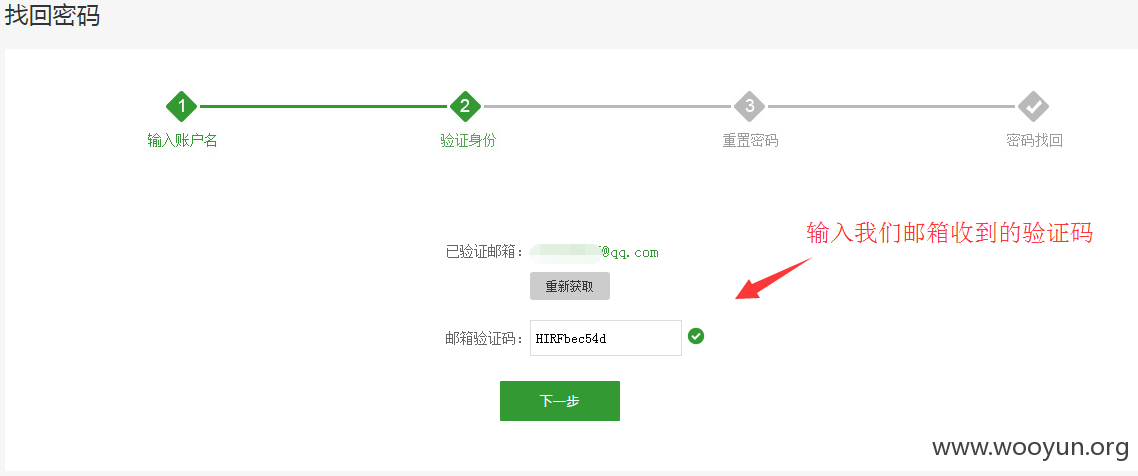 找回密码
1 2 3
输入账户名 验证身份 重置密码 密码找回
输入我们邮箱收到的验证码
已验证邮箱： @qq.com
重新获取
邮箱验证码： HIRFbec54d
下一步
www.wooyun.org